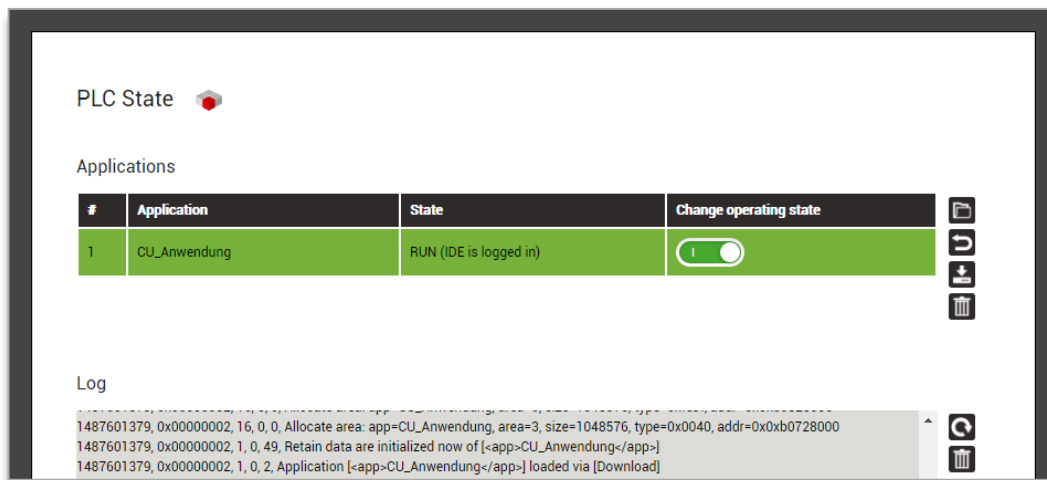 PLC State
Applications
# Application State Change operating state
1 CU_Anwendung RUN (IDE is logged in) I
Log
1487601379, 0x00000002, 16, 0, 0, Allocate area: app=CU_Anwendung, area=3, size=1048576, type=0x0040, addr=0x0xb0728000
1487601379, 0x00000002, 1, 0, 49, Retain data are initialized now of [<app>CU_Anwendung</app>]
1487601379, 0x00000002, 1, 0, 2, Application [<app>CU_Anwendung</app>] loaded via [Download]